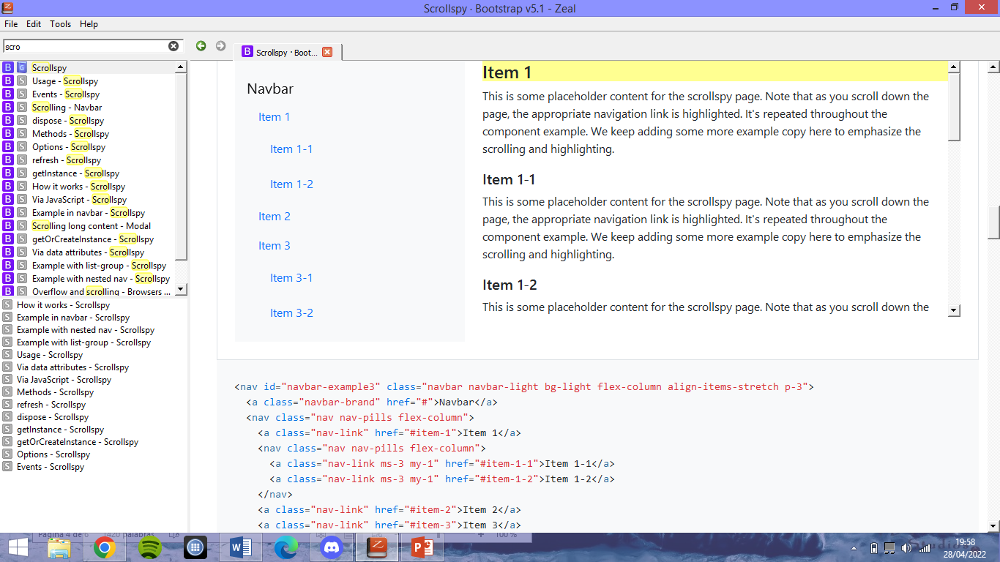 Scrollspy · Bootstrap v5.1 - Zeal
File Edit Tools Help
scro
B Scrollspy · Boot...
B G Scrollspy
B S Usage - Scrollspy
B S Events - Scrollspy
B S Scrolling - Navbar
B S dispose - Scrollspy
B S Methods - Scrollspy
B S Options - Scrollspy
B S refresh - Scrollspy
B S getInstance - Scrollspy
B S How it works - Scrollspy
B S Via JavaScript - Scrollspy
B S Example in navbar - Scrollspy
B S Scrolling long content - Modal
B S getOrCreateInstance - Scrollspy
B S Via data attributes - Scrollspy
B S Example with list-group - Scrollspy
B S Example with nested nav - Scrollspy
B S Overflow and scrolling - Browsers ...
S How it works - Scrollspy
S Example in navbar - Scrollspy
S Example with nested nav - Scrollspy
S Example with list-group - Scrollspy
S Usage - Scrollspy
S Via data attributes - Scrollspy
S Via JavaScript - Scrollspy
S Methods - Scrollspy
S refresh - Scrollspy
S dispose - Scrollspy
S getInstance - Scrollspy
S getOrCreateInstance - Scrollspy
S Options - Scrollspy
S Events - Scrollspy
Navbar
Item 1
Item 1-1
Item 1-2
Item 2
Item 3
Item 3-1
Item 3-2
Item 1
This is some placeholder content for the scrollspy page. Note that as you scroll down the
page, the appropriate navigation link is highlighted. It's repeated throughout the
component example. We keep adding some more example copy here to emphasize the
scrolling and highlighting.
Item 1-1
This is some placeholder content for the scrollspy page. Note that as you scroll down the
page, the appropriate navigation link is highlighted. It's repeated throughout the
component example. We keep adding some more example copy here to emphasize the
scrolling and highlighting.
Item 1-2
This is some placeholder content for the scrollspy page. Note that as you scroll down the
<nav id="navbar-example3" class="navbar navbar-light bg-light flex-column align-items-stretch p-3">
<a class="navbar-brand" href="#">Navbar</a>
<nav class="nav nav-pills flex-column">
<a class="nav-link" href="#item-1">Item 1</a>
<nav class="nav nav-pills flex-column">
<a class="nav-link ms-3 my-1" href="#item-1-1">Item 1-1</a>
<a class="nav-link ms-3 my-1" href="#item-1-2">Item 1-2</a>
</nav>
<a class="nav-link" href="#item-2">Item 2</a>
<a class="nav-link" href="#item-3">Item 3</a>
Página 4 de 6 1420 palabras 100 %
19:58
28/04/2022